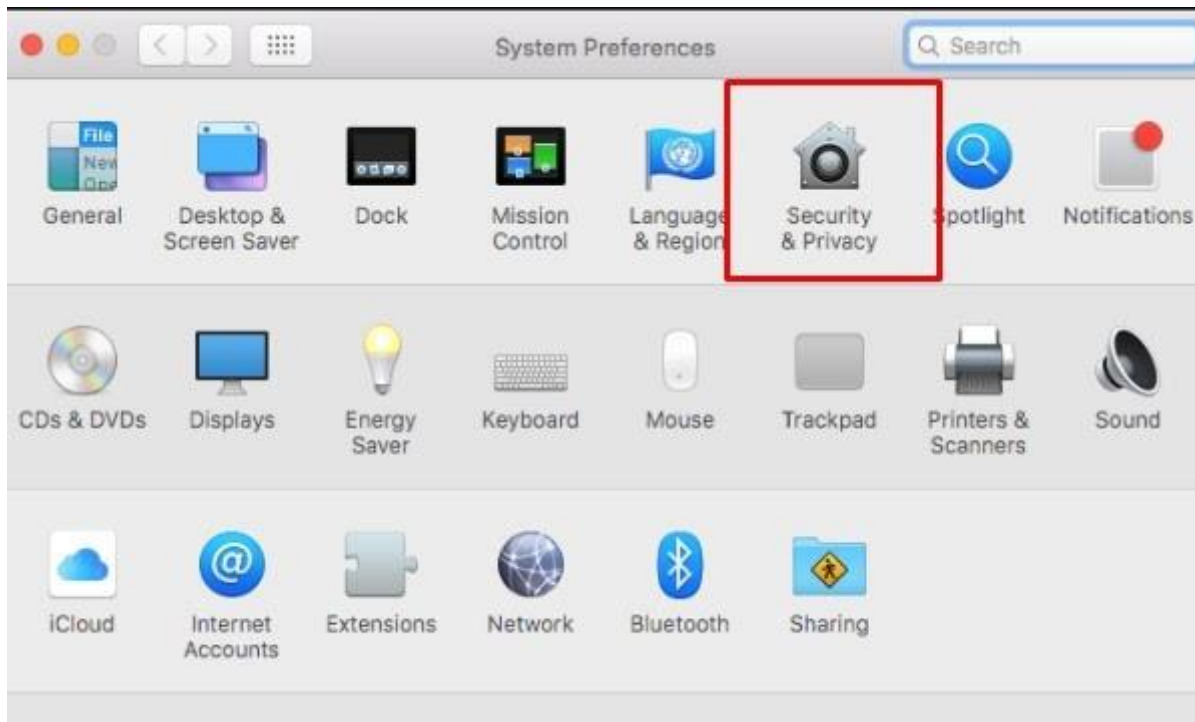 System Preferences
Search
File
New
Ope
General
Desktop &
Screen Saver
Dock
Mission
Control
Language
& Region
Security
& Privacy
Spotlight
Notifications
CDs & DVDs
Displays
Energy
Saver
Keyboard
Mouse
Trackpad
Printers &
Scanners
Sound
iCloud
@
Internet
Accounts
Extensions
Network
Bluetooth
Sharing